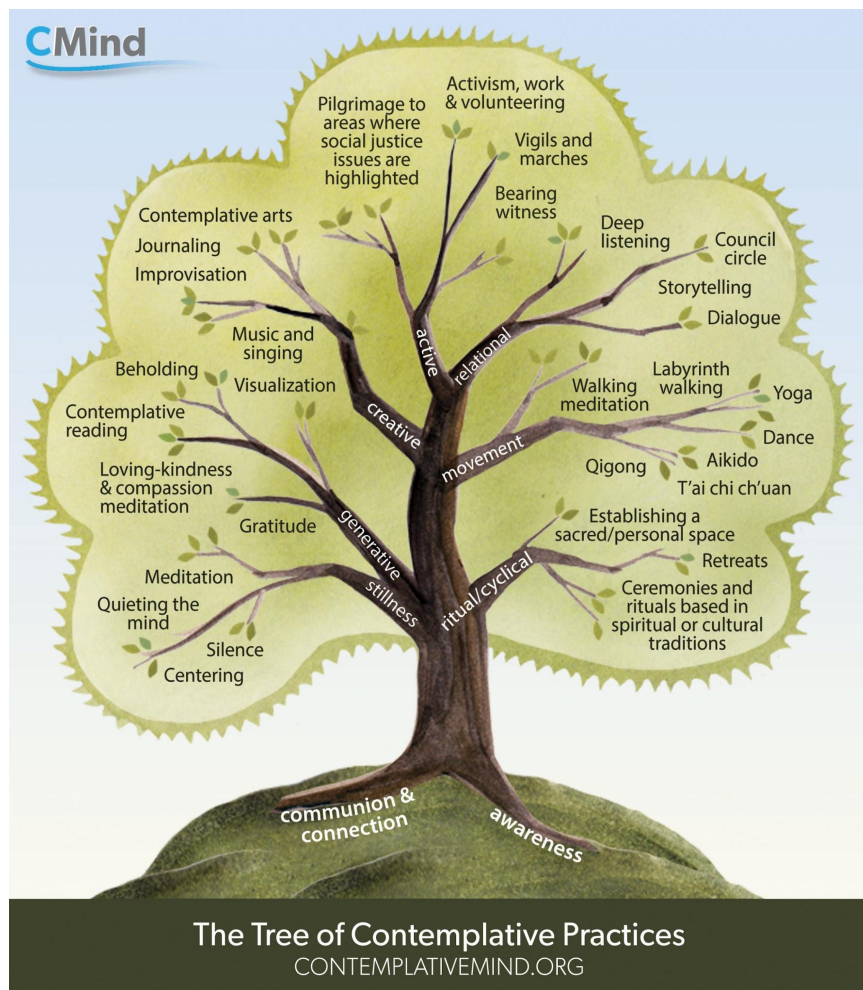 CMind
Activism, work
& volunteering
Pilgrimage to
areas where
social justice
issues are
highlighted
Vigils and
marches
Bearing
witness
Contemplative arts
Journaling
Improvisation
Deep
listening
Council
circle
Storytelling
Dialogue
Music and
singing
active
relational
Beholding
Visualization
Contemplative
reading
creative
Walking
meditation
Labyrinth
walking
Yoga
Dance
movement
Qigong
Aikido
T'ai chi ch'uan
Loving-kindness
& compassion
meditation
Gratitude
generative
Establishing a
sacred/personal space
Retreats
Meditation
stillness
ritual/cyclical
Ceremonies and
rituals based in
spiritual or cultural
traditions
Quieting the
mind
Silence
Centering
communion &
connection
awareness
The Tree of Contemplative Practices
CONTEMPLATIVEMIND.ORG